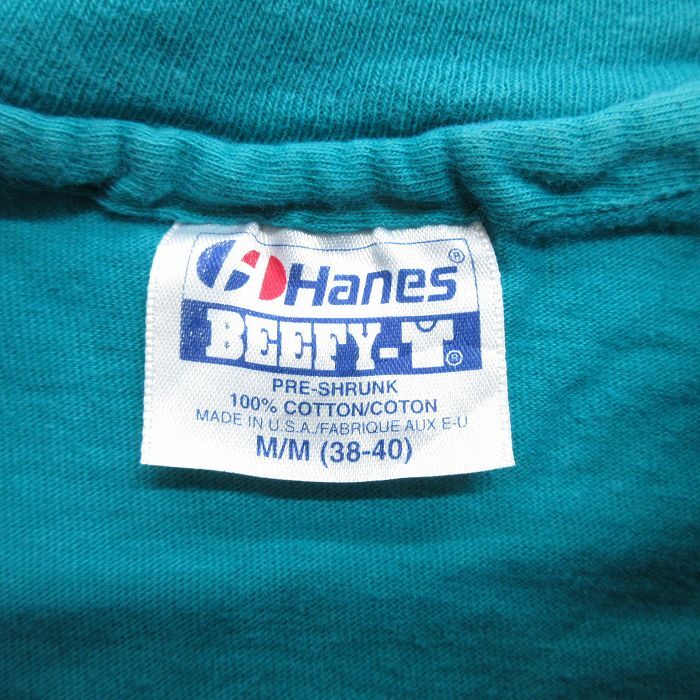 Hanes®
BEEFY-T®
PRE-SHRUNK
100% COTTON/COTON
MADE IN U.S.A./FABRIQUE AUX E-U
M/M (38-40)